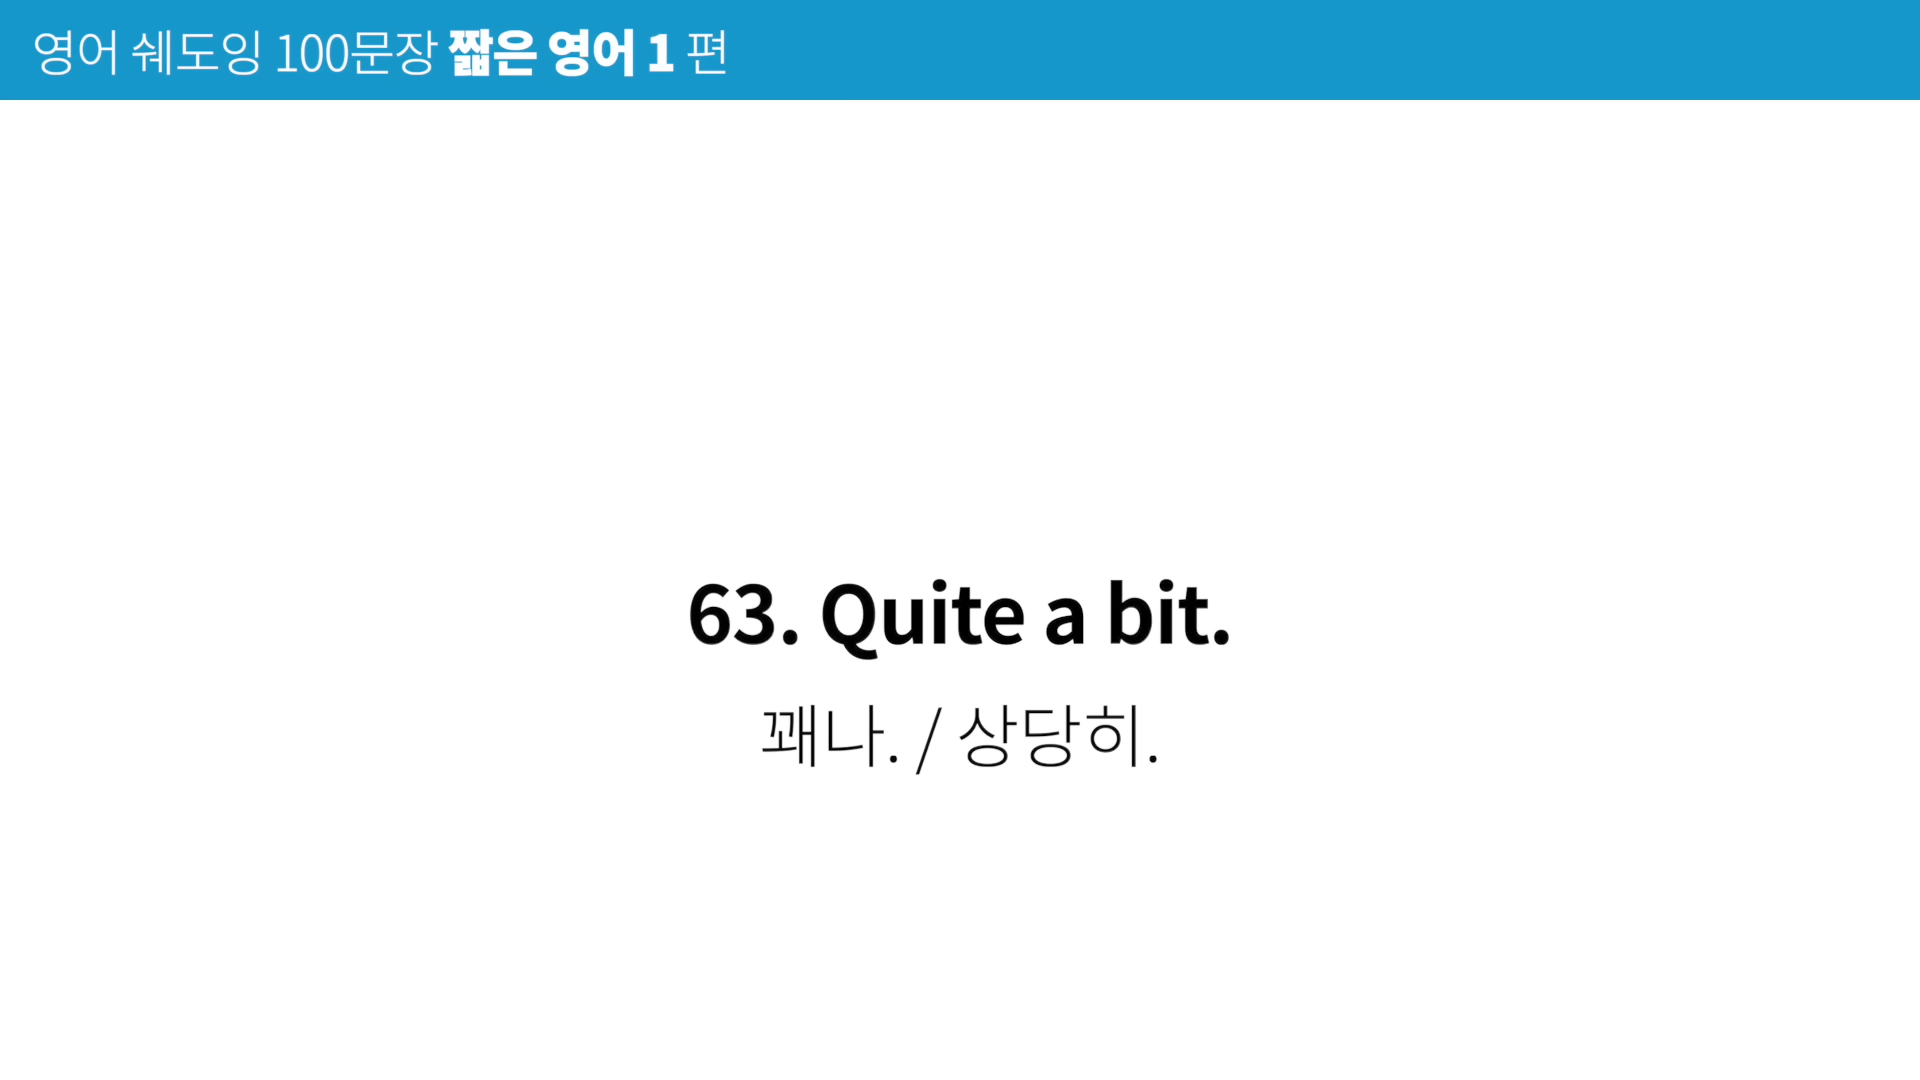 영어 쉐도잉 100문장 짧은 영어 1 편
63. Quite a bit.
꽤나. / 상당히.